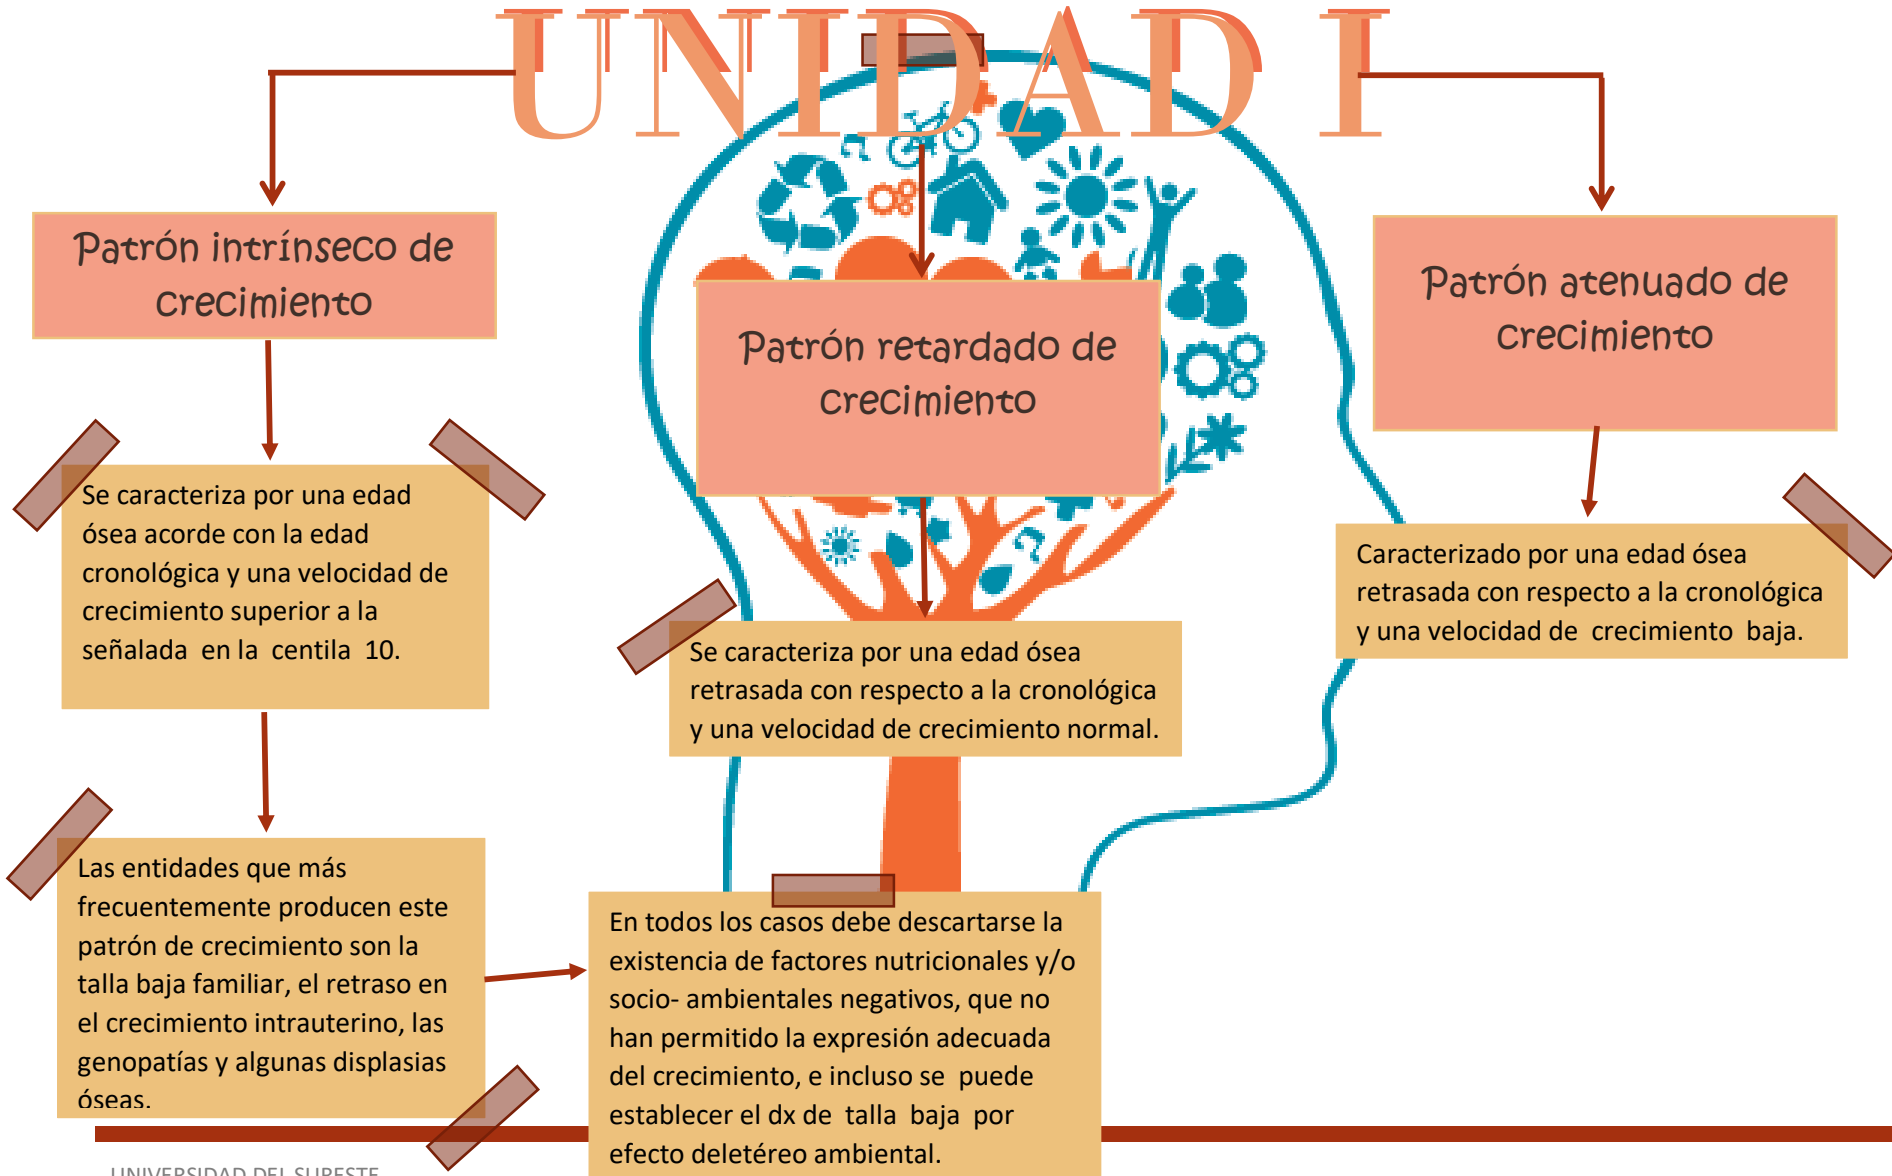 UNIDAD I
Patrón intrínseco de
crecimiento
Se caracteriza por una edad
ósea acorde con la edad
cronológica y una velocidad de
crecimiento superior a la
señalada en la centila 10.
Las entidades que más
frecuentemente producen este
patrón de crecimiento son la
talla baja familiar, el retraso en
el crecimiento intrauterino, las
genopatías y algunas displasias
óseas.
En todos los casos debe descartarse la
existencia de factores nutricionales y/o
socio- ambientales negativos, que no
han permitido la expresión adecuada
del crecimiento, e incluso se puede
establecer el dx de talla baja por
efecto deletéreo ambiental.
Patrón retardado de
crecimiento
Se caracteriza por una edad ósea
retrasada con respecto a la cronológica
y una velocidad de crecimiento normal.
Patrón atenuado de
crecimiento
Caracterizado por una edad ósea
retrasada con respecto a la cronológica
y una velocidad de crecimiento baja.
UNIVERSIDAD DEL SURESTE